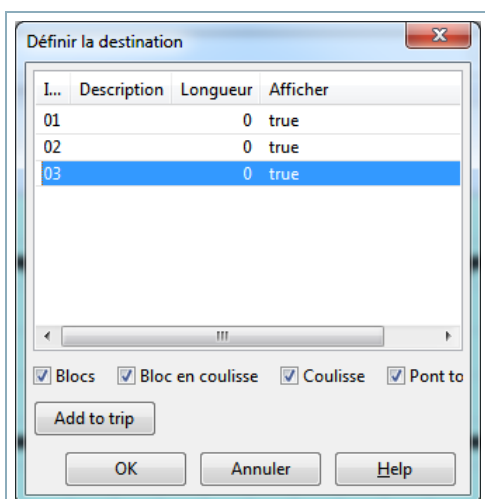 Définir la destination
I... Description Longueur Afficher
01 0 true
02 0 true
03 0 true
Blocs Bloc en coulisse Coulisse Pont to
Add to trip
OK Annuler Help